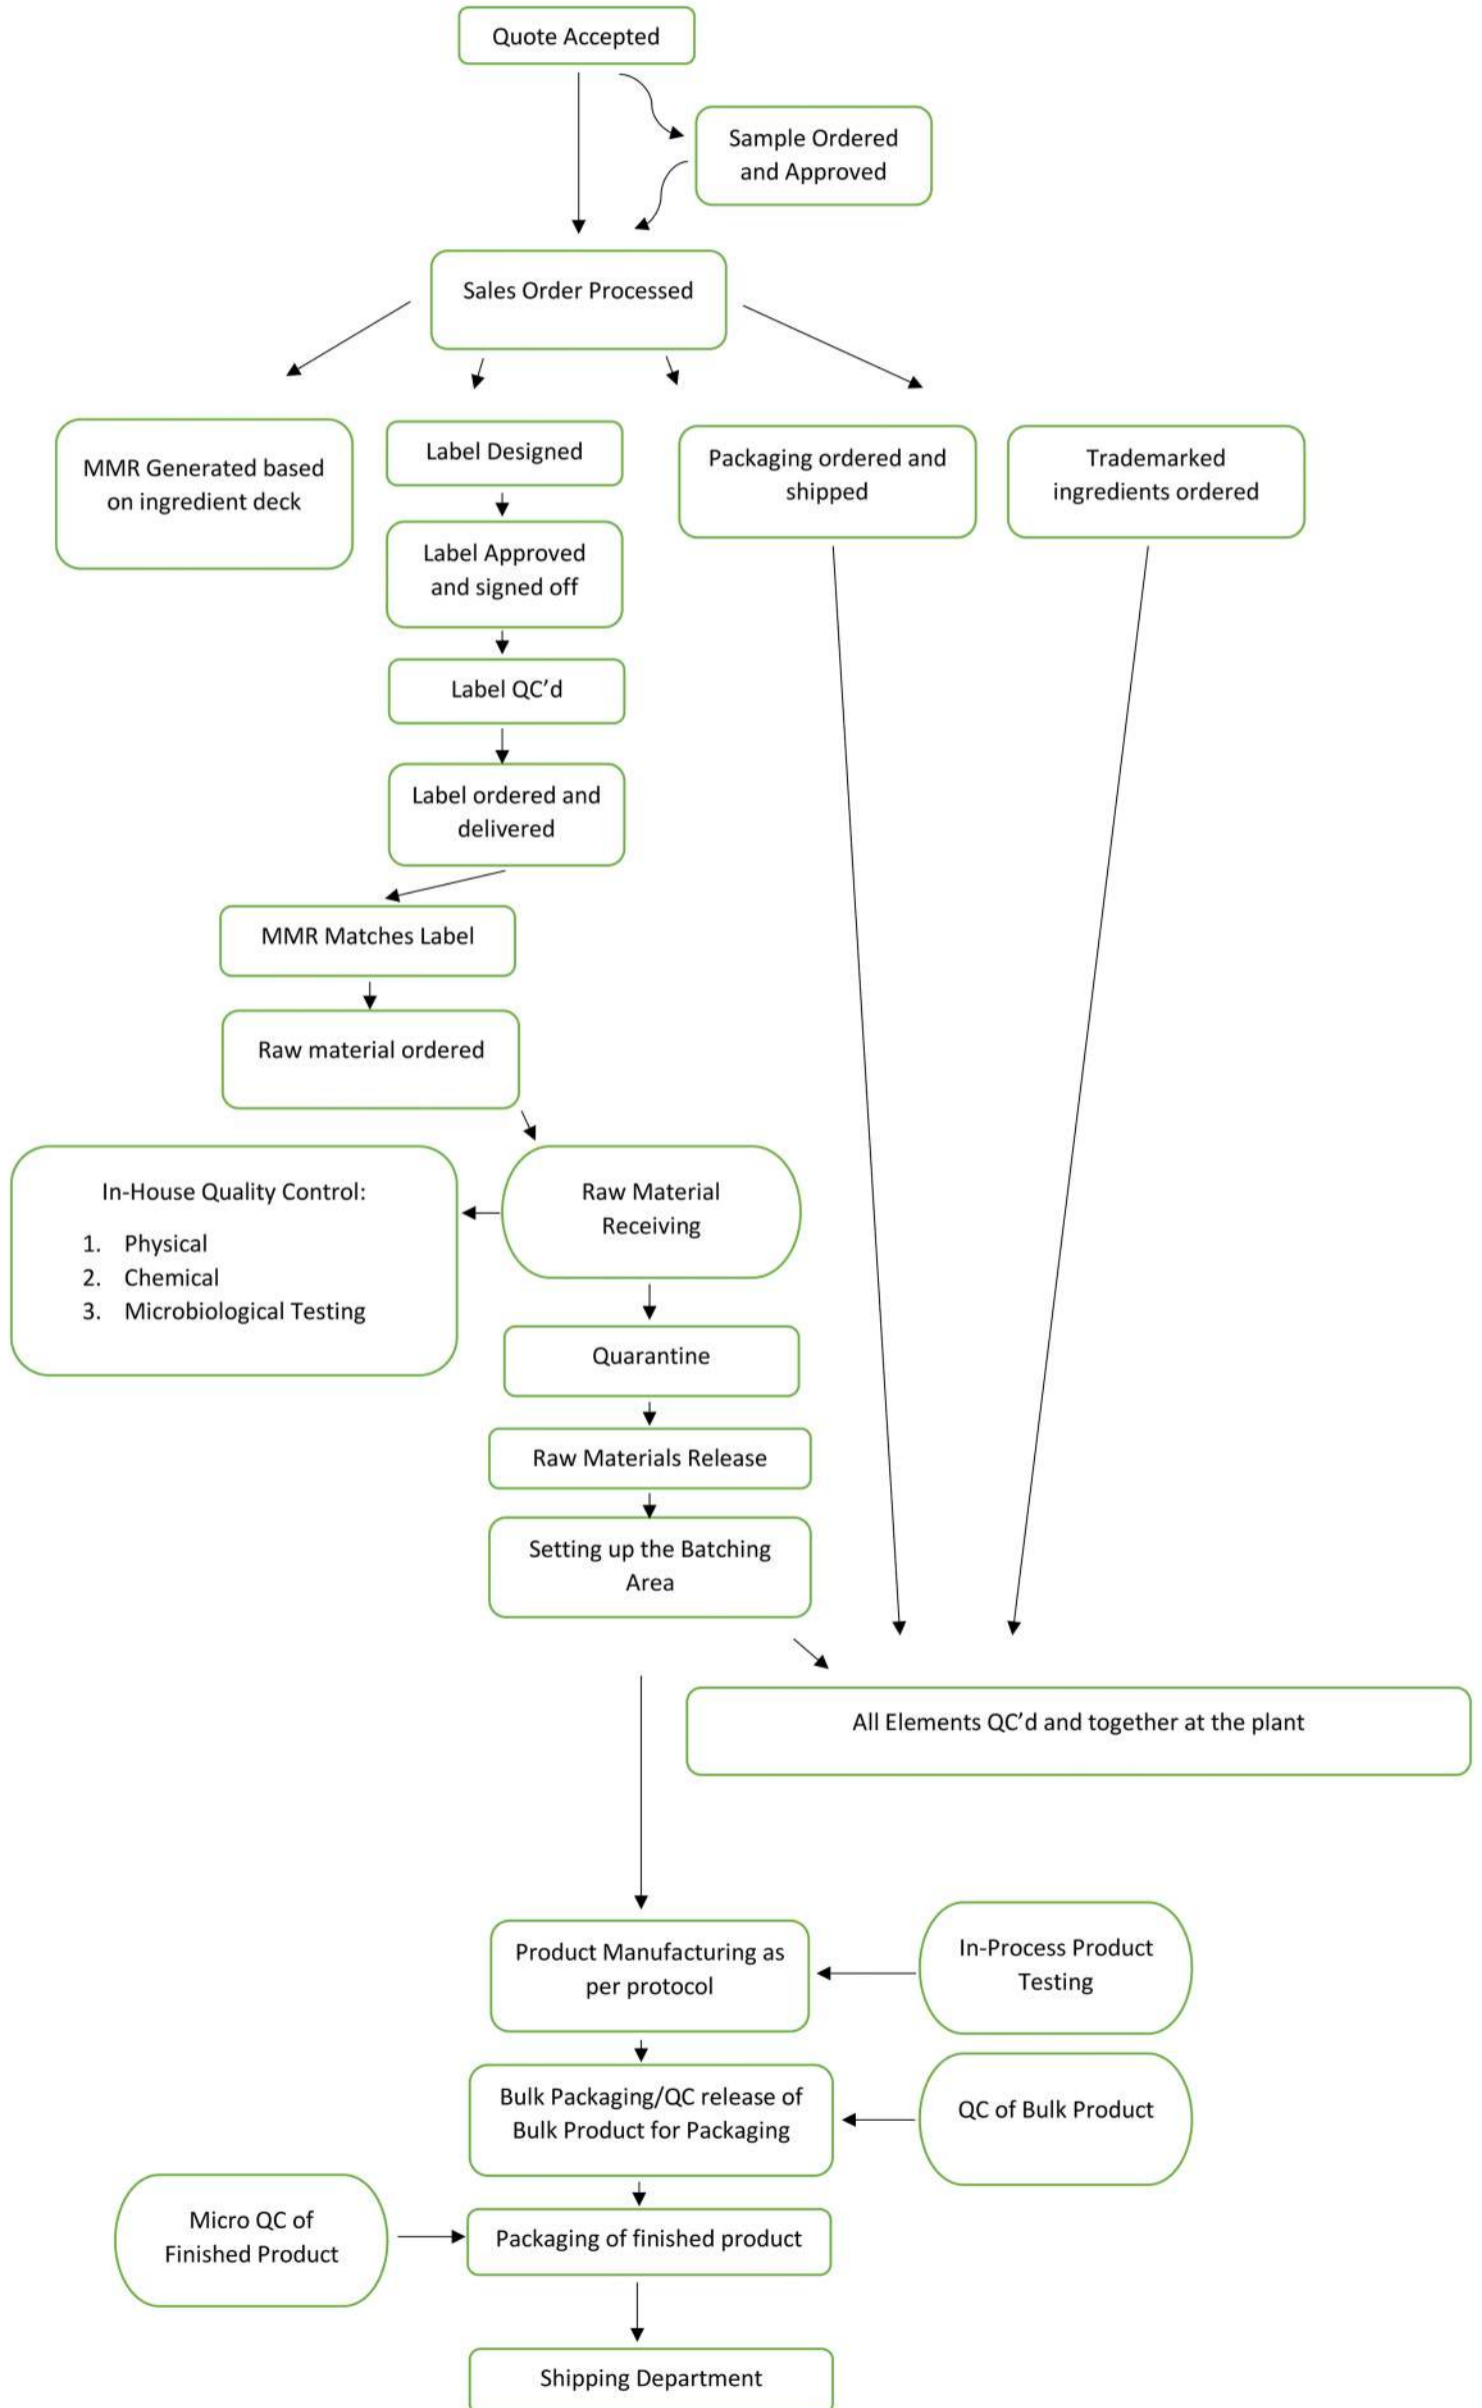 Quote Accepted
Sample Ordered
and Approved
Sales Order Processed
MMR Generated based
on ingredient deck
Label Designed
Packaging ordered and
shipped
Trademarked
ingredients ordered
Label Approved
and signed off
Label QC’d
Label ordered and
delivered
MMR Matches Label
Raw material ordered
In-House Quality Control:
1. Physical
2. Chemical
3. Microbiological Testing
Raw Material
Receiving
Quarantine
Raw Materials Release
Setting up the Batching
Area
All Elements QC’d and together at the plant
Product Manufacturing as
per protocol
In-Process Product
Testing
Bulk Packaging/QC release of
Bulk Product for Packaging
QC of Bulk Product
Micro QC of
Finished Product
Packaging of finished product
Shipping Department